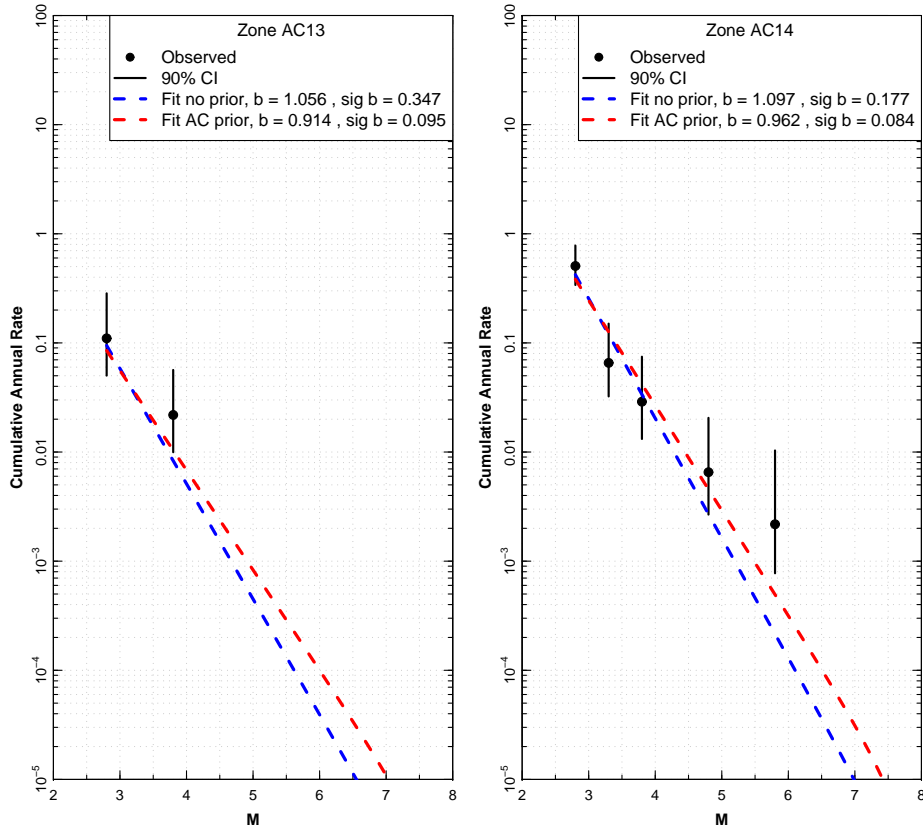 Zone AC13
Observed
90% CI
Fit no prior, b = 1.056 , sig b = 0.347
Fit AC prior, b = 0.914 , sig b = 0.095
100
10
1
0.1
0.01
10⁻³
10⁻⁴
10⁻⁵
Cumulative Annual Rate
2 3 4 5 6 7 8
M
Zone AC14
Observed
90% CI
Fit no prior, b = 1.097 , sig b = 0.177
Fit AC prior, b = 0.962 , sig b = 0.084
100
10
1
0.1
0.01
10⁻³
10⁻⁴
10⁻⁵
Cumulative Annual Rate
2 3 4 5 6 7 8
M